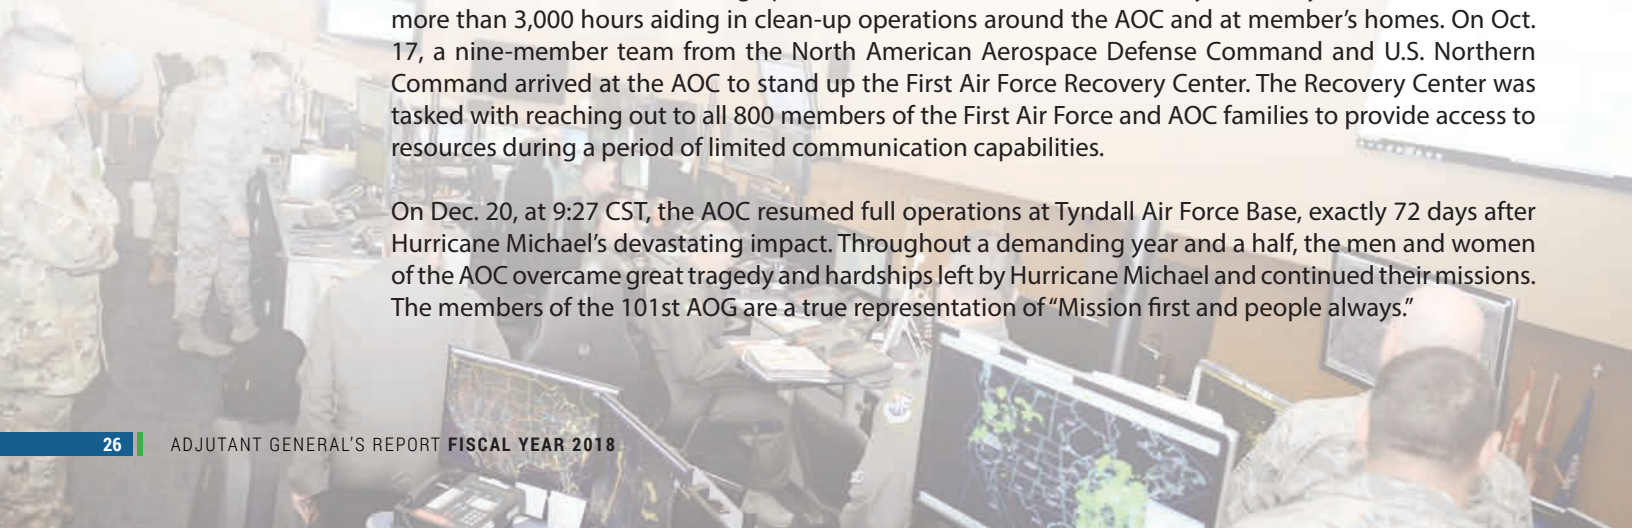 more than 3,000 hours aiding in clean-up operations around the AOC and at member’s homes. On Oct.
17, a nine-member team from the North American Aerospace Defense Command and U.S. Northern
Command arrived at the AOC to stand up the First Air Force Recovery Center. The Recovery Center was
tasked with reaching out to all 800 members of the First Air Force and AOC families to provide access to
resources during a period of limited communication capabilities.
On Dec. 20, at 9:27 CST, the AOC resumed full operations at Tyndall Air Force Base, exactly 72 days after
Hurricane Michael’s devastating impact. Throughout a demanding year and a half, the men and women
of the AOC overcame great tragedy and hardships left by Hurricane Michael and continued their missions.
The members of the 101st AOG are a true representation of “Mission first and people always.”
26 ADJUTANT GENERAL’S REPORT FISCAL YEAR 2018